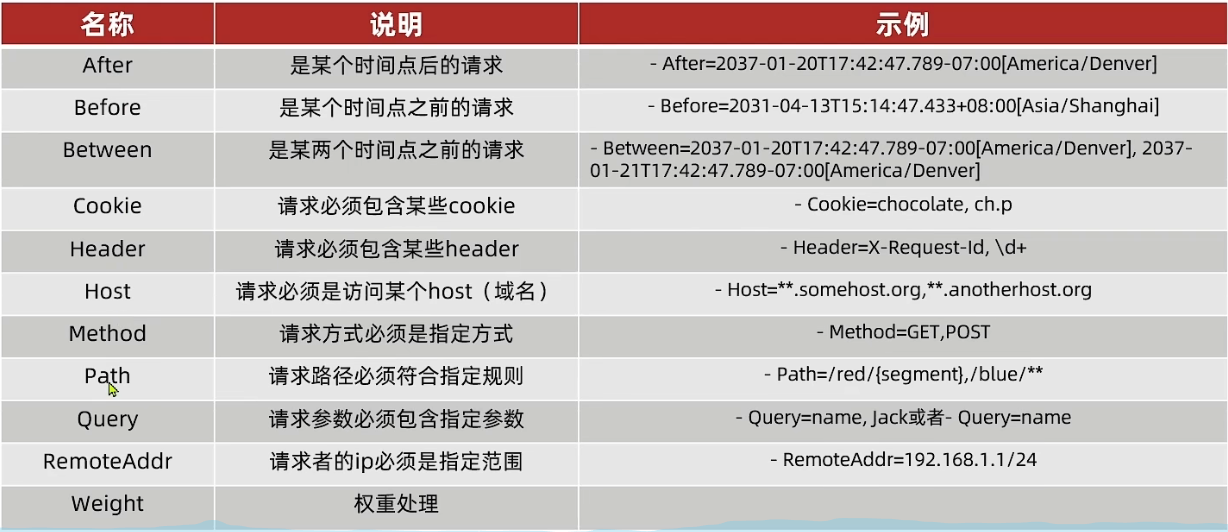 名称 说明 示例
After 是某个时间点后的请求 - After=2037-01-20T17:42:47.789-07:00[America/Denver]
Before 是某个时间点之前的请求 - Before=2031-04-13T15:14:47.433+08:00[Asia/Shanghai]
Between 是某两个时间点之前的请求 - Between=2037-01-20T17:42:47.789-07:00[America/Denver], 2037-
01-21T17:42:47.789-07:00[America/Denver]
Cookie 请求必须包含某些cookie - Cookie=chocolate, ch.p
Header 请求必须包含某些header - Header=X-Request-Id, \d+
Host 请求必须是访问某个host（域名） - Host=**.somehost.org,**.anotherhost.org
Method 请求方式必须是指定方式 - Method=GET,POST
Path 请求路径必须符合指定规则 - Path=/red/{segment},/blue/**
Query 请求参数必须包含指定参数 - Query=name, Jack或者- Query=name
RemoteAddr 请求者的ip必须是指定范围 - RemoteAddr=192.168.1.1/24
Weight 权重处理